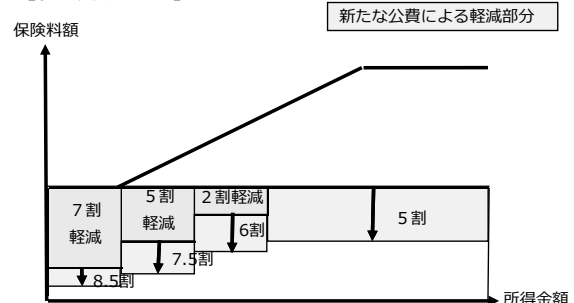 新たな公費による軽減部分
保険料額
7割
軽減
5割
軽減
2割軽減
6割
5割
7.5割
8.5割
所得金額